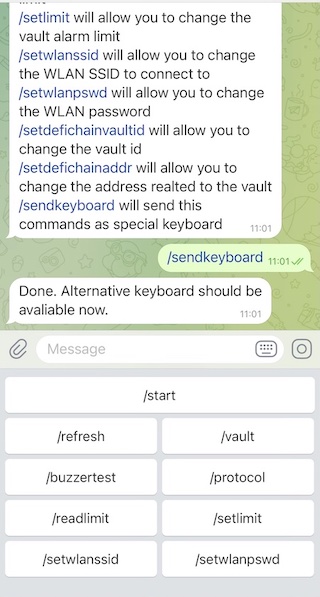 /setlimit will allow you to change the
vault alarm limit
/setwlanssid will allow you to change
the WLAN SSID to connect to
/setwlanpswd will allow you to change
the WLAN password
/setdefichainvaultid will allow you to
change the vault id
/setdefichainaddr will allow you to
change the address realted to the vault
/sendkeyboard will send this
commands as special keyboard
11:01
/sendkeyboard 11:01
Done. Alternative keyboard should be
avaliable now.
11:01
Message
/start
/refresh /vault
/buzzertest /protocol
/readlimit /setlimit
/setwlanssid /setwlanpswd